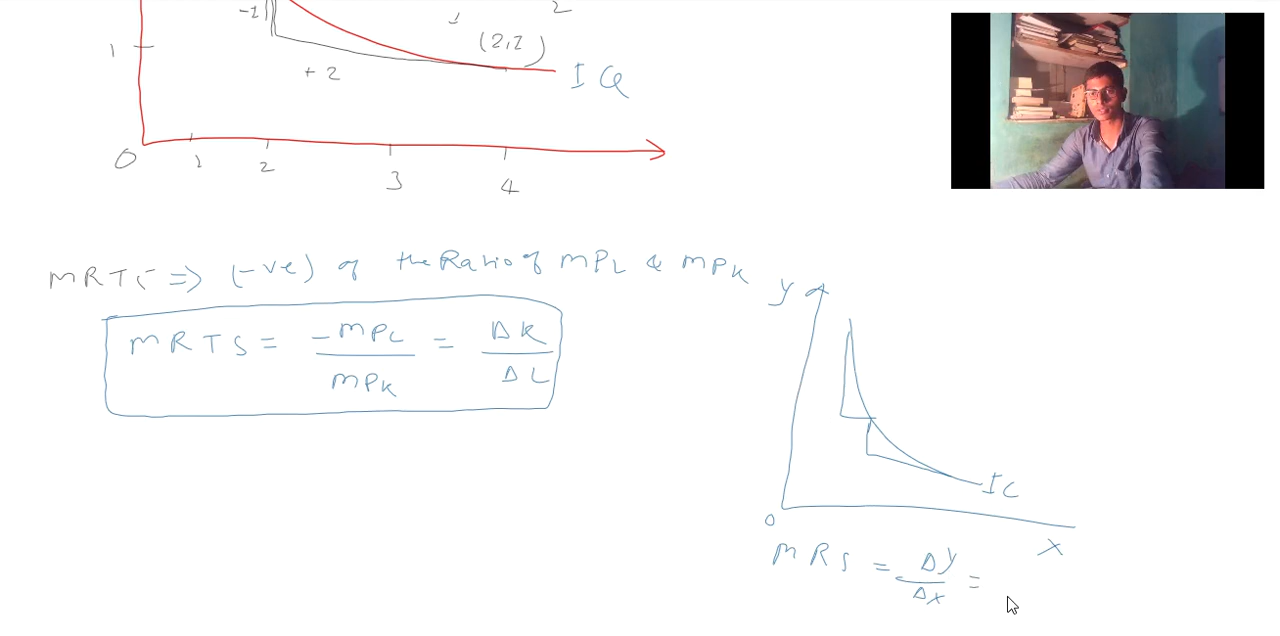 -1
2
1
(2,2)
+ 2
IQ
0 1 2 3 4
MRTS => (-ve) of the Ratio of MPL & MPK
MRTS = -MPL / MPK = ΔK / ΔL
y
IC
0
X
MRS = Δy / Δx =